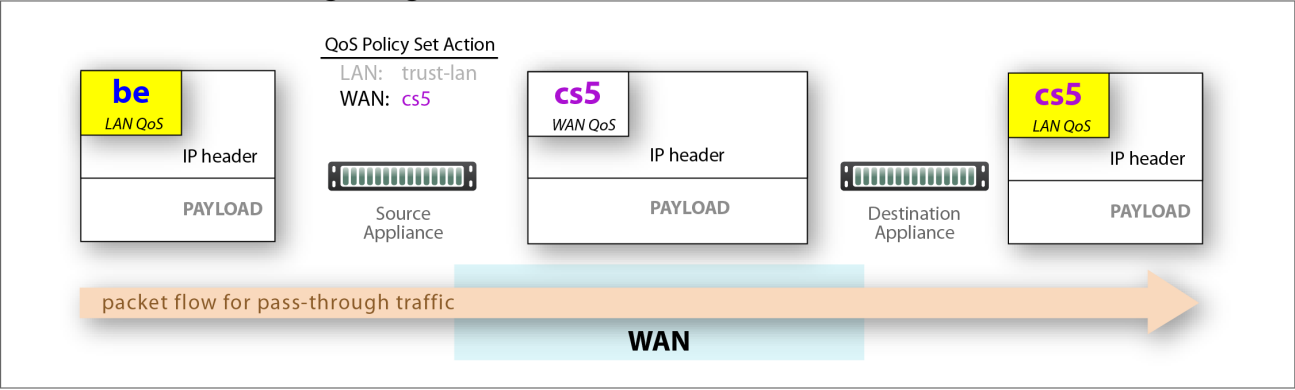 QoS Policy Set Action
LAN: trust-lan
WAN: cs5
be
LAN QoS
IP header
PAYLOAD
Source
Appliance
cs5
WAN QoS
IP header
PAYLOAD
Destination
Appliance
cs5
LAN QoS
IP header
PAYLOAD
packet flow for pass-through traffic
WAN